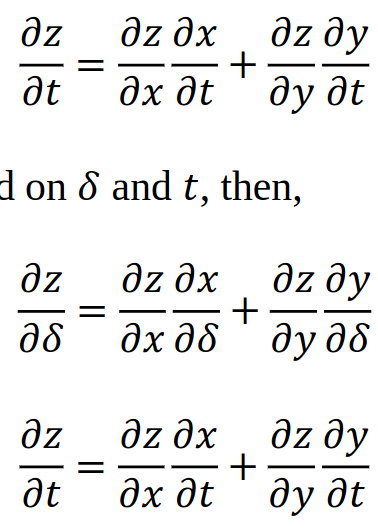 ∂z/∂t = ∂z/∂x ∂x/∂t + ∂z/∂y ∂y/∂t
d on δ and t, then,
∂z/∂δ = ∂z/∂x ∂x/∂δ + ∂z/∂y ∂y/∂δ
∂z/∂t = ∂z/∂x ∂x/∂t + ∂z/∂y ∂y/∂t